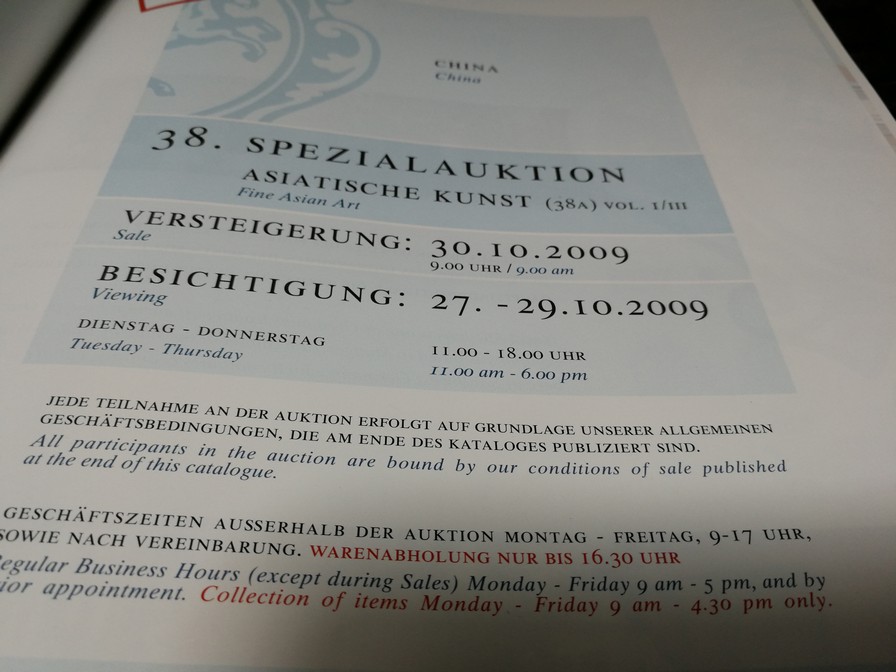 CHINA
China
38. SPEZIALAUKTION
ASIATISCHE KUNST (38A) VOL. I/III
Fine Asian Art
VERSTEIGERUNG: 30.10.2009
Sale
9.00 UHR / 9.00 am
BESICHTIGUNG: 27. - 29.10.2009
Viewing
DIENSTAG - DONNERSTAG 11.00 - 18.00 UHR
Tuesday - Thursday 11.00 am - 6.00 pm
JEDE TEILNAHME AN DER AUKTION ERFOLGT AUF GRUNDLAGE UNSERER ALLGEMEINEN
GESCHÄFTSBEDINGUNGEN, DIE AM ENDE DES KATALOGES PUBLIZIERT SIND.
All participants in the auction are bound by our conditions of sale published
at the end of this catalogue.
GESCHÄFTSZEITEN AUSSERHALB DER AUKTION MONTAG - FREITAG, 9-17 UHR,
SOWIE NACH VEREINBARUNG. WARENABHOLUNG NUR BIS 16.30 UHR
Regular Business Hours (except during Sales) Monday - Friday 9 am - 5 pm, and by
ior appointment. Collection of items Monday - Friday 9 am - 4.30 pm only.